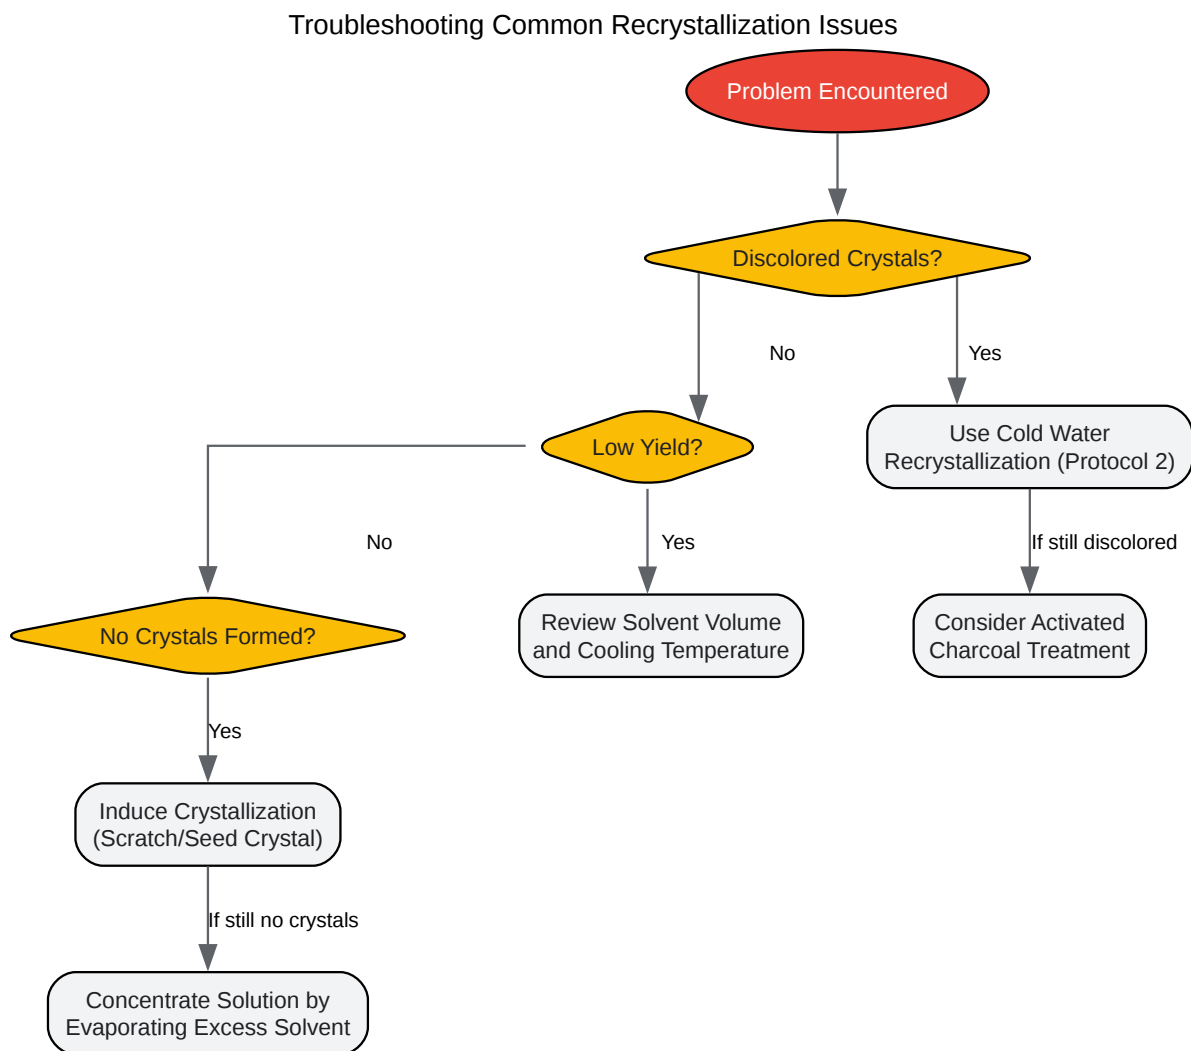 Troubleshooting Common Recrystallization Issues
Problem Encountered
Discolored Crystals?
No
Yes
Low Yield?
Use Cold Water
Recrystallization (Protocol 2)
No
Yes
If still discolored
No Crystals Formed?
Review Solvent Volume
and Cooling Temperature
Consider Activated
Charcoal Treatment
Yes
Induce Crystallization
(Scratch/Seed Crystal)
If still no crystals
Concentrate Solution by
Evaporating Excess Solvent